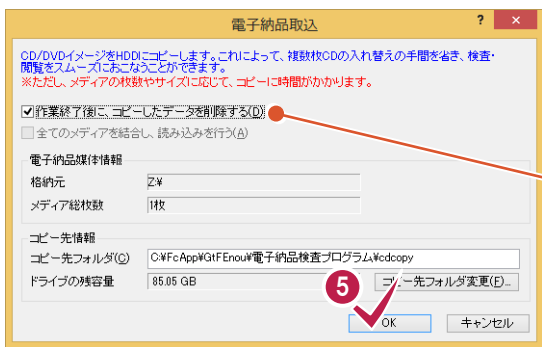 電子納品取込
? ×
CD/DVDイメージをHDDにコピーします。これによって、複数枚CDの入れ替えの手間を省き、検査・
閲覧をスムーズにおこなうことができます。
※ただし、メディアの枚数やサイズに応じて、コピーに時間がかかります。
作業終了後に、コピーしたデータを削除する(D)
全てのメディアを結合し、読み込みを行う(A)
電子納品媒体情報
格納元 Z:¥
メディア総枚数 1枚
コピー先情報
コピー先フォルダ(C) C:¥FcApp¥GtFEnou¥電子納品検査プログラム¥cdcopy
ドライブの残容量 85.05 GB コピー先フォルダ変更(F)...
5
OK キャンセル